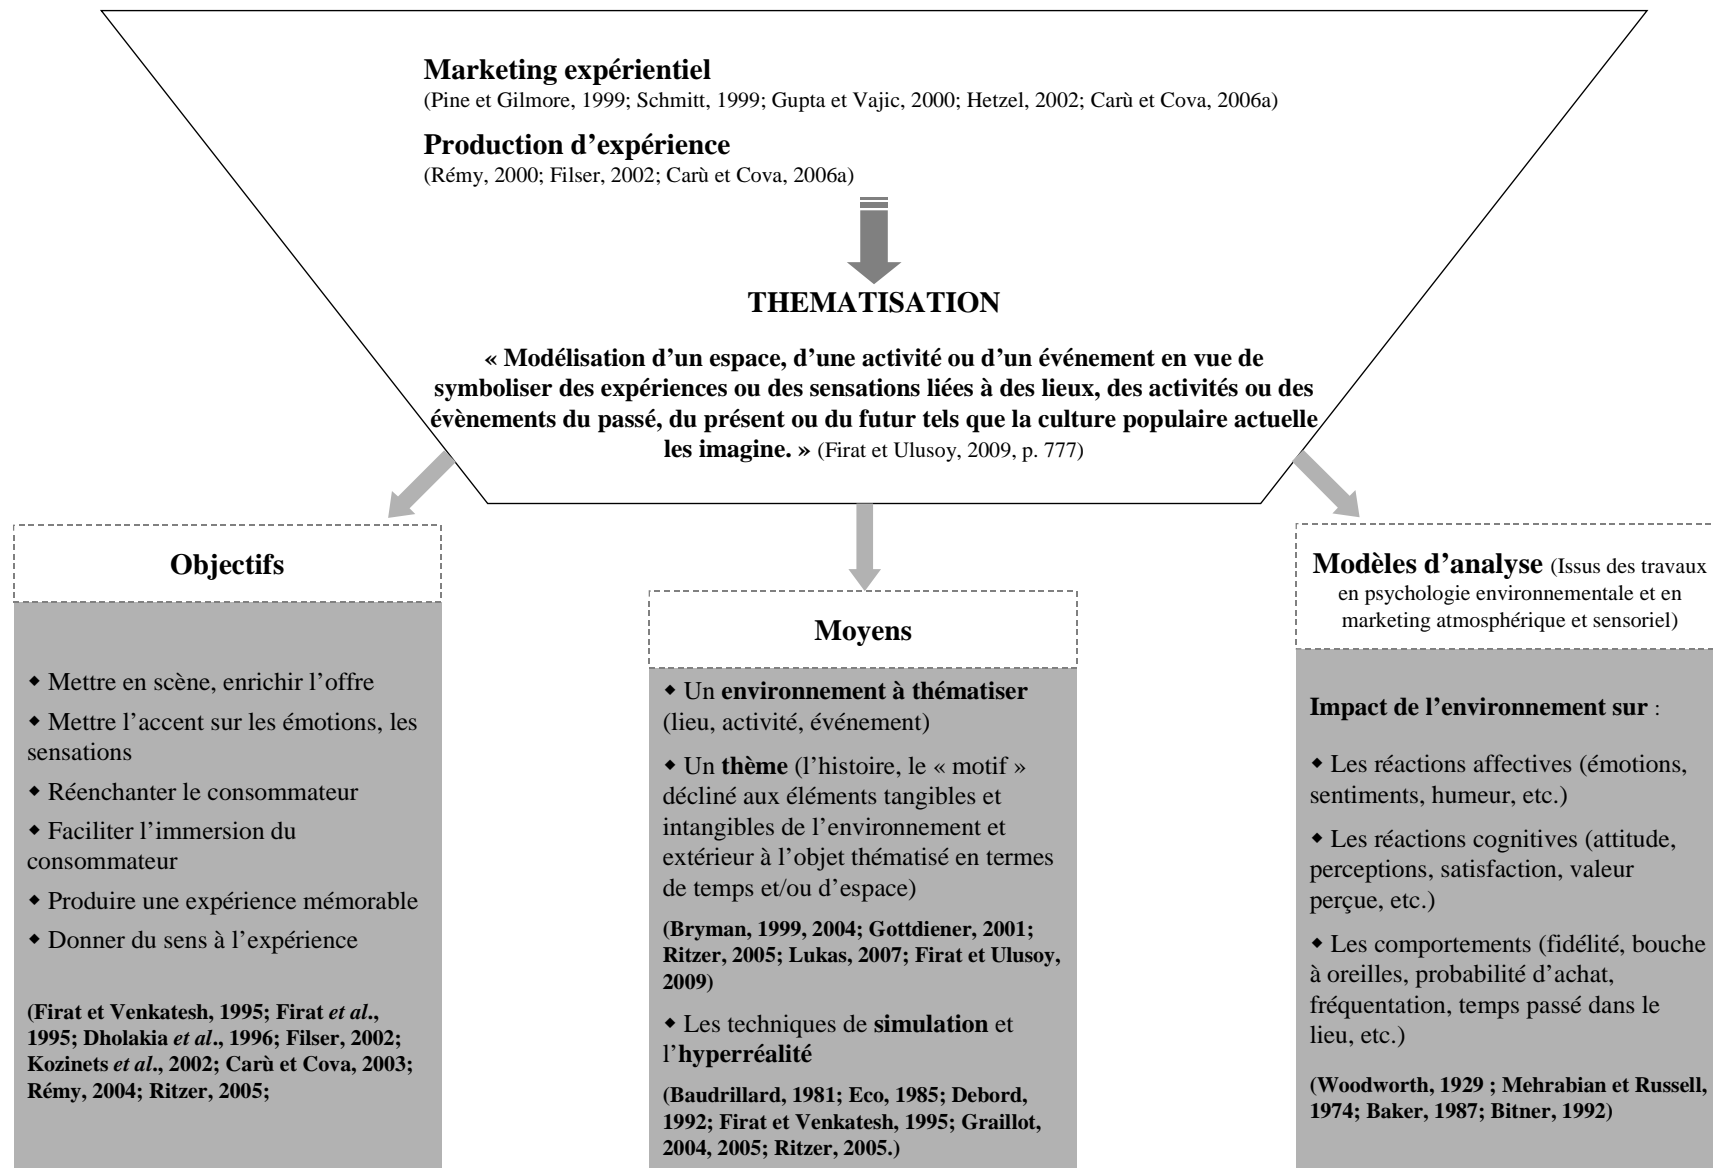 Marketing expérientiel
(Pine et Gilmore, 1999; Schmitt, 1999; Gupta et Vajic, 2000; Hetzel, 2002; Carù et Cova, 2006a)
Production d’expérience
(Rémy, 2000; Filser, 2002; Carù et Cova, 2006a)
THEMATISATION
« Modélisation d’un espace, d’une activité ou d’un événement en vue de
symboliser des expériences ou des sensations liées à des lieux, des activités ou des
évènements du passé, du présent ou du futur tels que la culture populaire actuelle
les imagine. » (Firat et Ulusoy, 2009, p. 777)
Objectifs
◆ Mettre en scène, enrichir l’offre
◆ Mettre l’accent sur les émotions, les
sensations
◆ Réenchanter le consommateur
◆ Faciliter l’immersion du
consommateur
◆ Produire une expérience mémorable
◆ Donner du sens à l’expérience
(Firat et Venkatesh, 1995; Firat et al.,
1995; Dholakia et al., 1996; Filser, 2002;
Kozinets et al., 2002; Carù et Cova, 2003;
Rémy, 2004; Ritzer, 2005;
Moyens
◆ Un environnement à thématiser
(lieu, activité, événement)
◆ Un thème (l’histoire, le « motif »
décliné aux éléments tangibles et
intangibles de l’environnement et
extérieur à l’objet thématisé en termes
de temps et/ou d’espace)
(Bryman, 1999, 2004; Gottdiener, 2001;
Ritzer, 2005; Lukas, 2007; Firat et Ulusoy,
2009)
◆ Les techniques de simulation et
l’hyperréalité
(Baudrillard, 1981; Eco, 1985; Debord,
1992; Firat et Venkatesh, 1995; Graillot,
2004, 2005; Ritzer, 2005.)
Modèles d’analyse (Issus des travaux
en psychologie environnementale et en
marketing atmosphérique et sensoriel)
Impact de l’environnement sur :
◆ Les réactions affectives (émotions,
sentiments, humeur, etc.)
◆ Les réactions cognitives (attitude,
perceptions, satisfaction, valeur
perçue, etc.)
◆ Les comportements (fidélité, bouche
à oreilles, probabilité d’achat,
fréquentation, temps passé dans le
lieu, etc.)
(Woodworth, 1929 ; Mehrabian et Russell,
1974; Baker, 1987; Bitner, 1992)